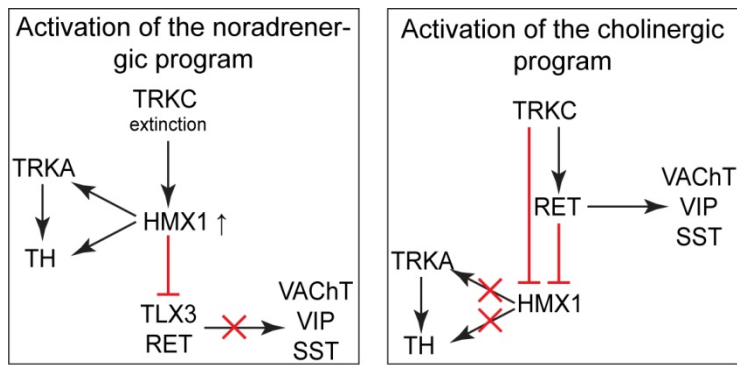 Activation of the noradrener-
gic program
TRKC
extinction
TRKA
HMX1 ↑
TH
TLX3
RET
VAChT
VIP
SST
Activation of the cholinergic
program
TRKC
RET
VAChT
VIP
SST
TRKA
HMX1
TH